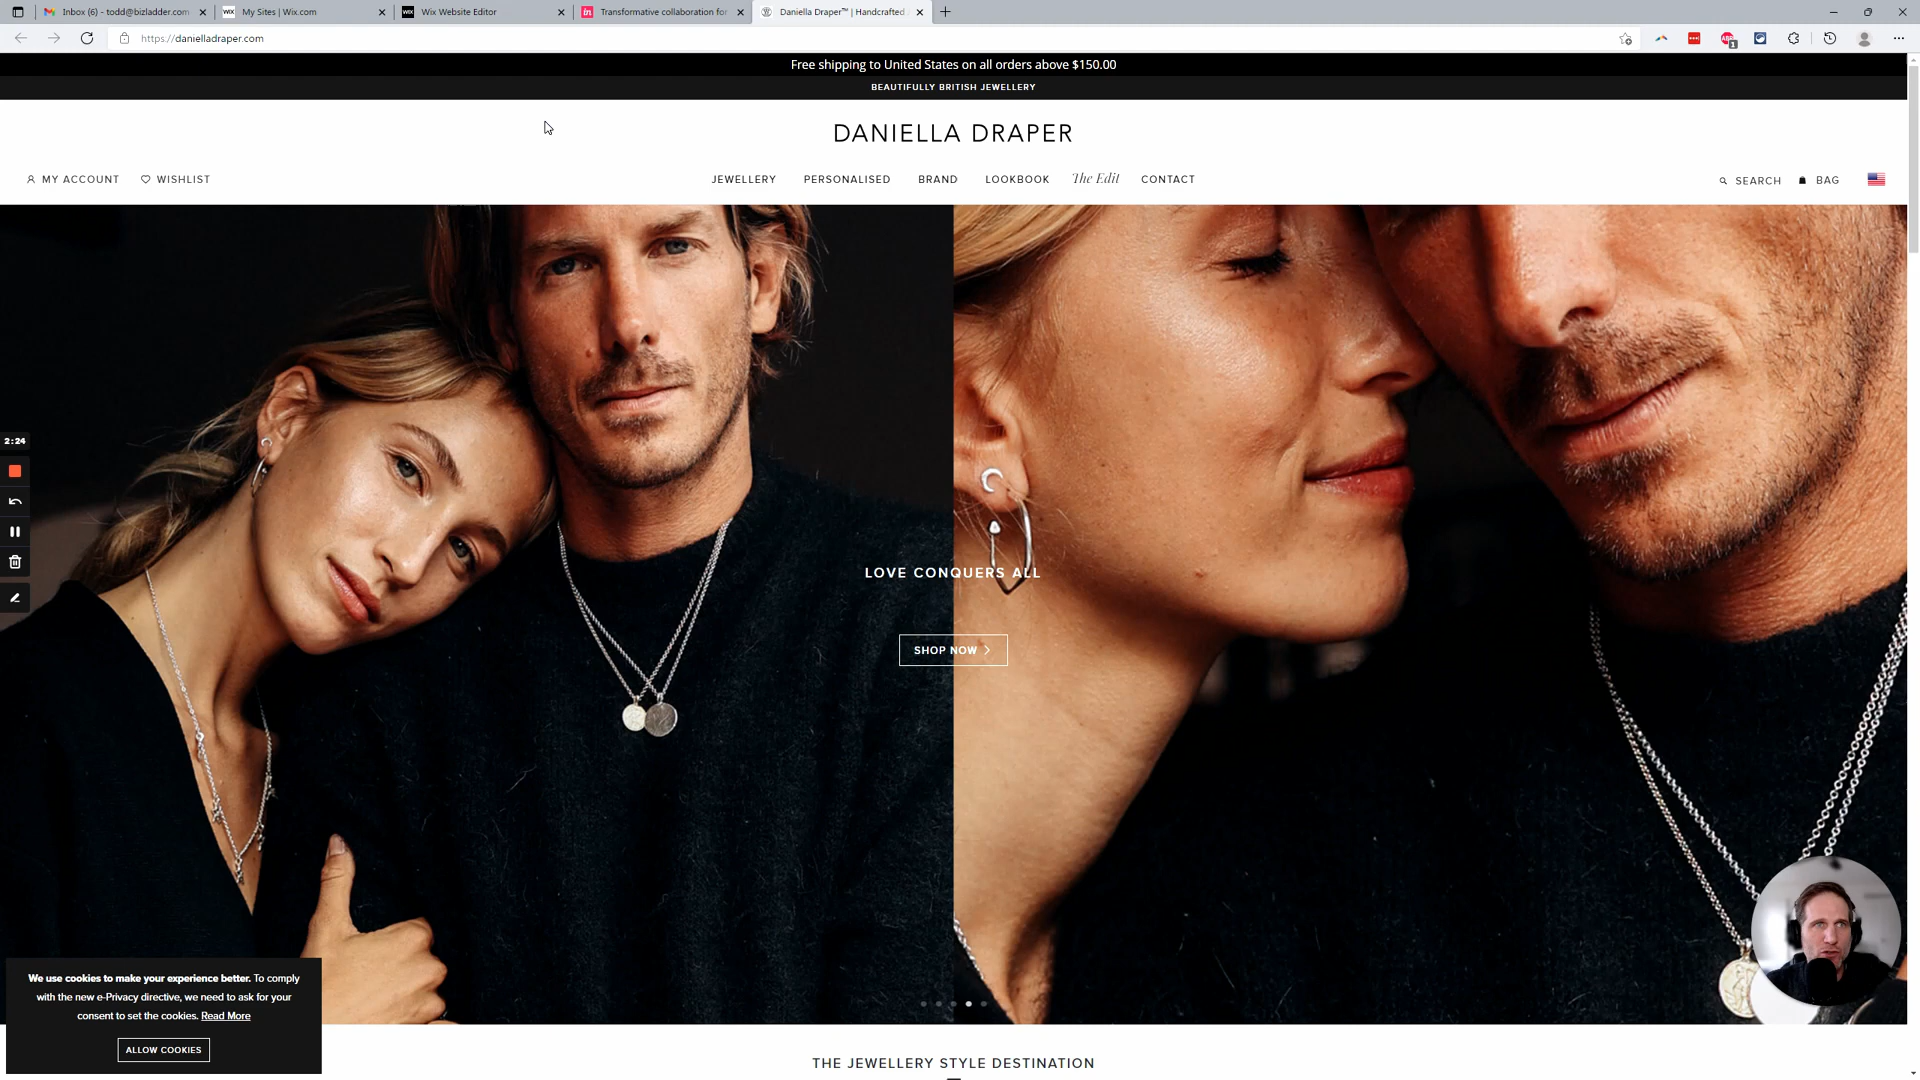 Inbox (6) - todd@bizladder.com
My Sites | Wix.com
Wix Website Editor
Transformative collaboration for
Daniella Draper™ | Handcrafted
https://danielladraper.com
Free shipping to United States on all orders above $150.00
BEAUTIFULLY BRITISH JEWELLERY
DANIELLA DRAPER
MY ACCOUNT WISHLIST JEWELLERY PERSONALISED BRAND LOOKBOOK The Edit CONTACT SEARCH BAG
2:24
LOVE CONQUERS ALL
SHOP NOW
We use cookies to make your experience better. To comply
with the new e-Privacy directive, we need to ask for your
consent to set the cookies. Read More
ALLOW COOKIES
THE JEWELLERY STYLE DESTINATION